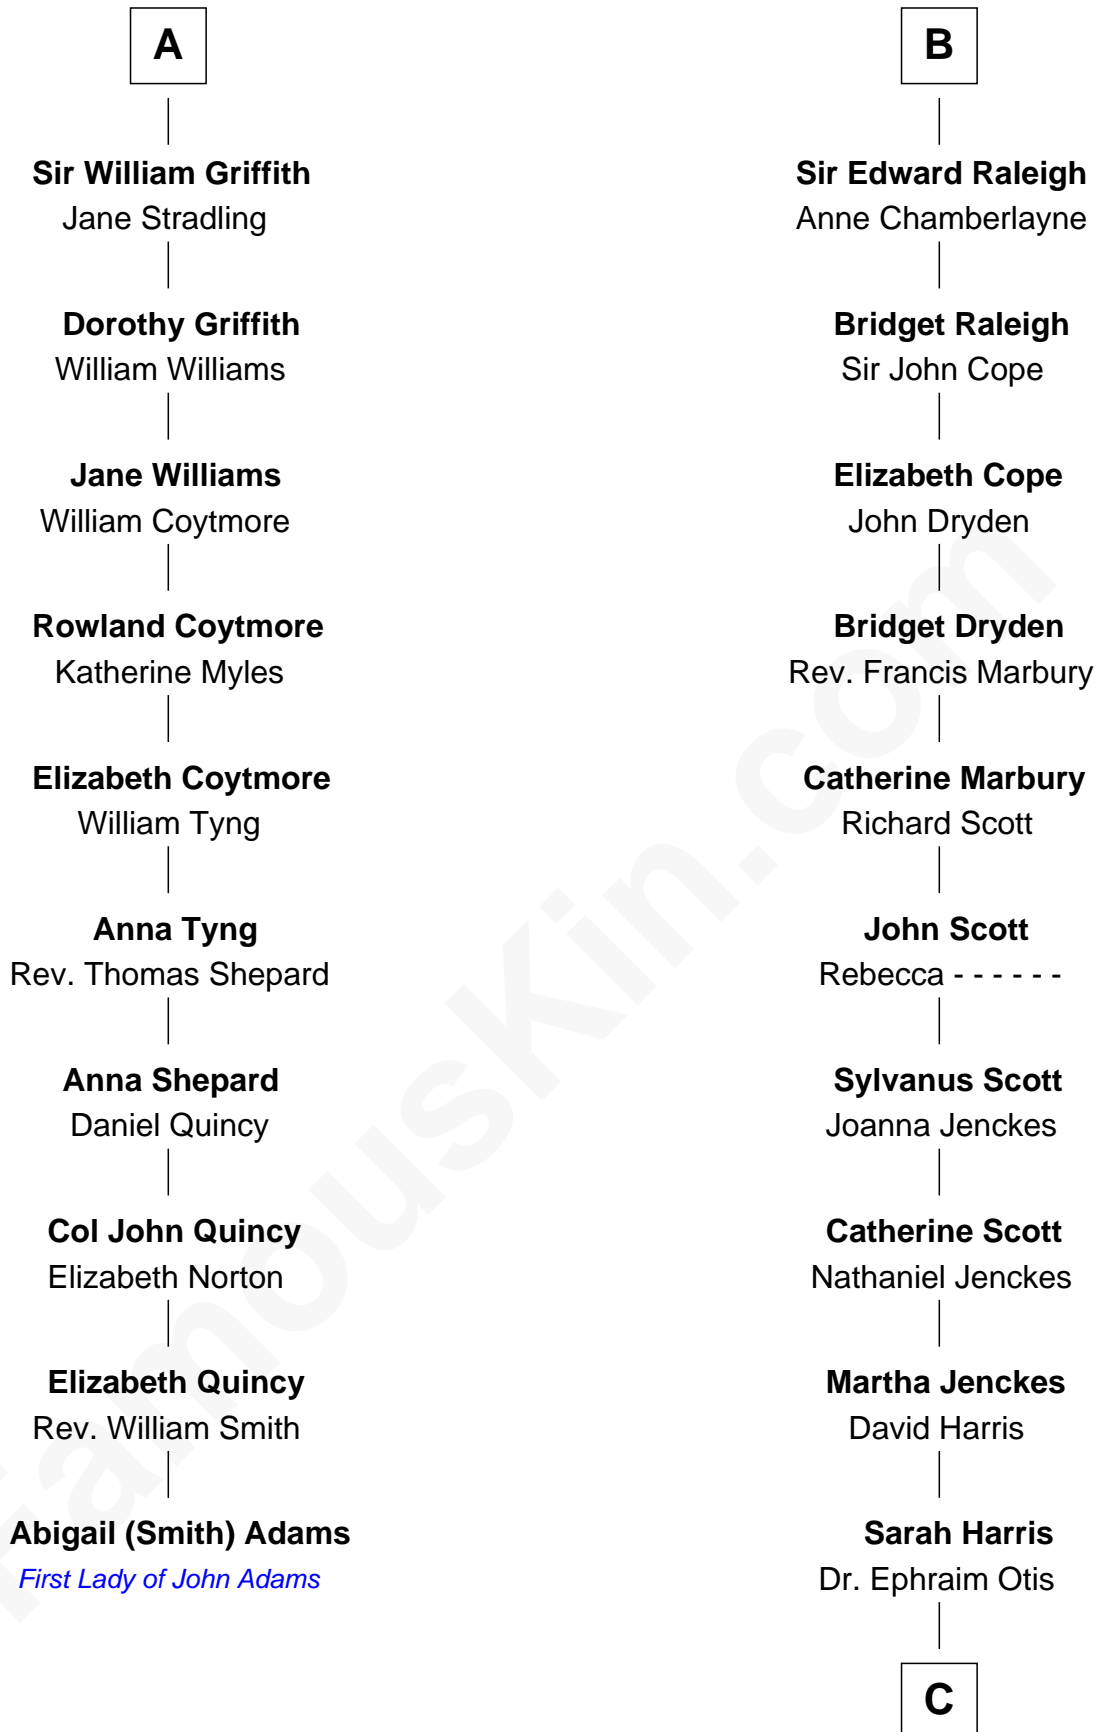 A
Sir William Griffith
Jane Stradling
Dorothy Griffith
William Williams
Jane Williams
William Coytmore
Rowland Coytmore
Katherine Myles
Elizabeth Coytmore
William Tyng
Anna Tyng
Rev. Thomas Shepard
Anna Shepard
Daniel Quincy
Col John Quincy
Elizabeth Norton
Elizabeth Quincy
Rev. William Smith
Abigail (Smith) Adams
First Lady of John Adams
B
Sir Edward Raleigh
Anne Chamberlayne
Bridget Raleigh
Sir John Cope
Elizabeth Cope
John Dryden
Bridget Dryden
Rev. Francis Marbury
Catherine Marbury
Richard Scott
John Scott
Rebecca - - - - - -
Sylvanus Scott
Joanna Jenckes
Catherine Scott
Nathaniel Jenckes
Martha Jenckes
David Harris
Sarah Harris
Dr. Ephraim Otis
C
FamousKin.com